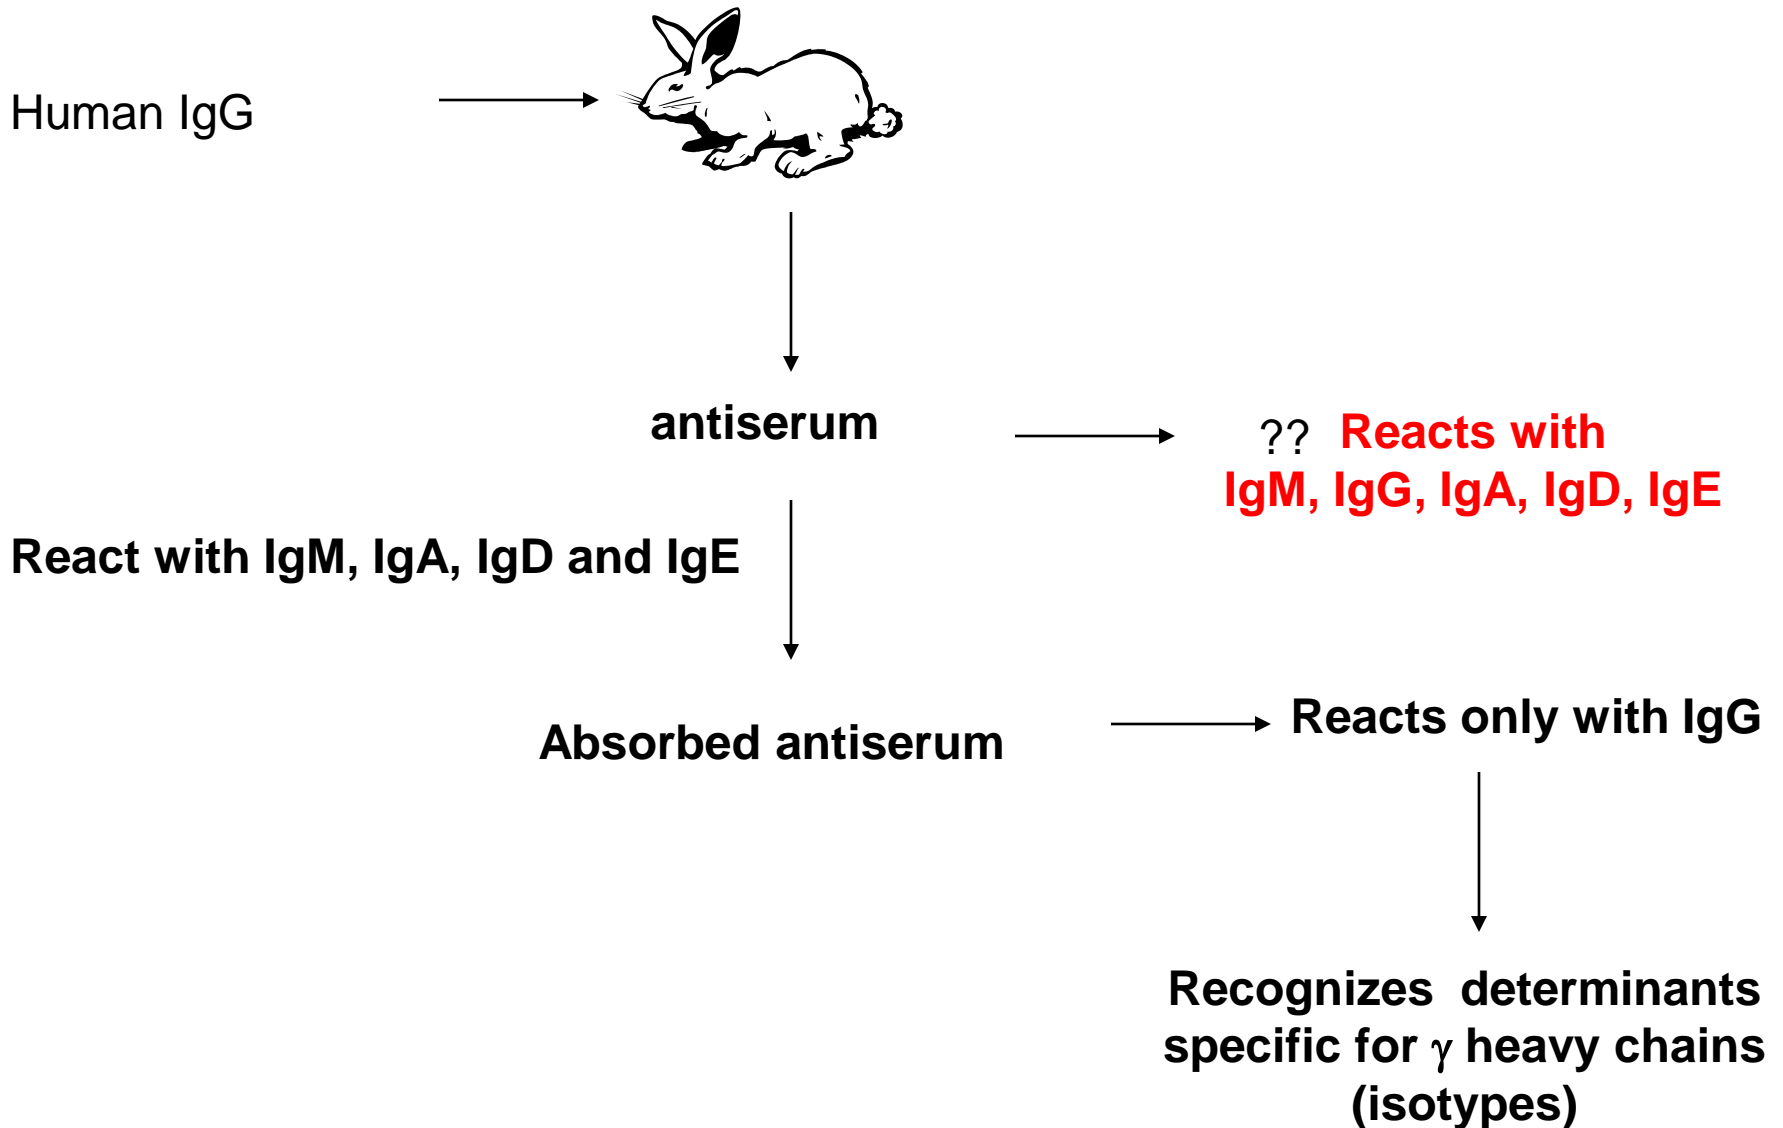 Human IgG
antiserum
?? Reacts with
IgM, IgG, IgA, IgD, IgE
React with IgM, IgA, IgD and IgE
Absorbed antiserum
Reacts only with IgG
Recognizes determinants
specific for γ heavy chains
(isotypes)